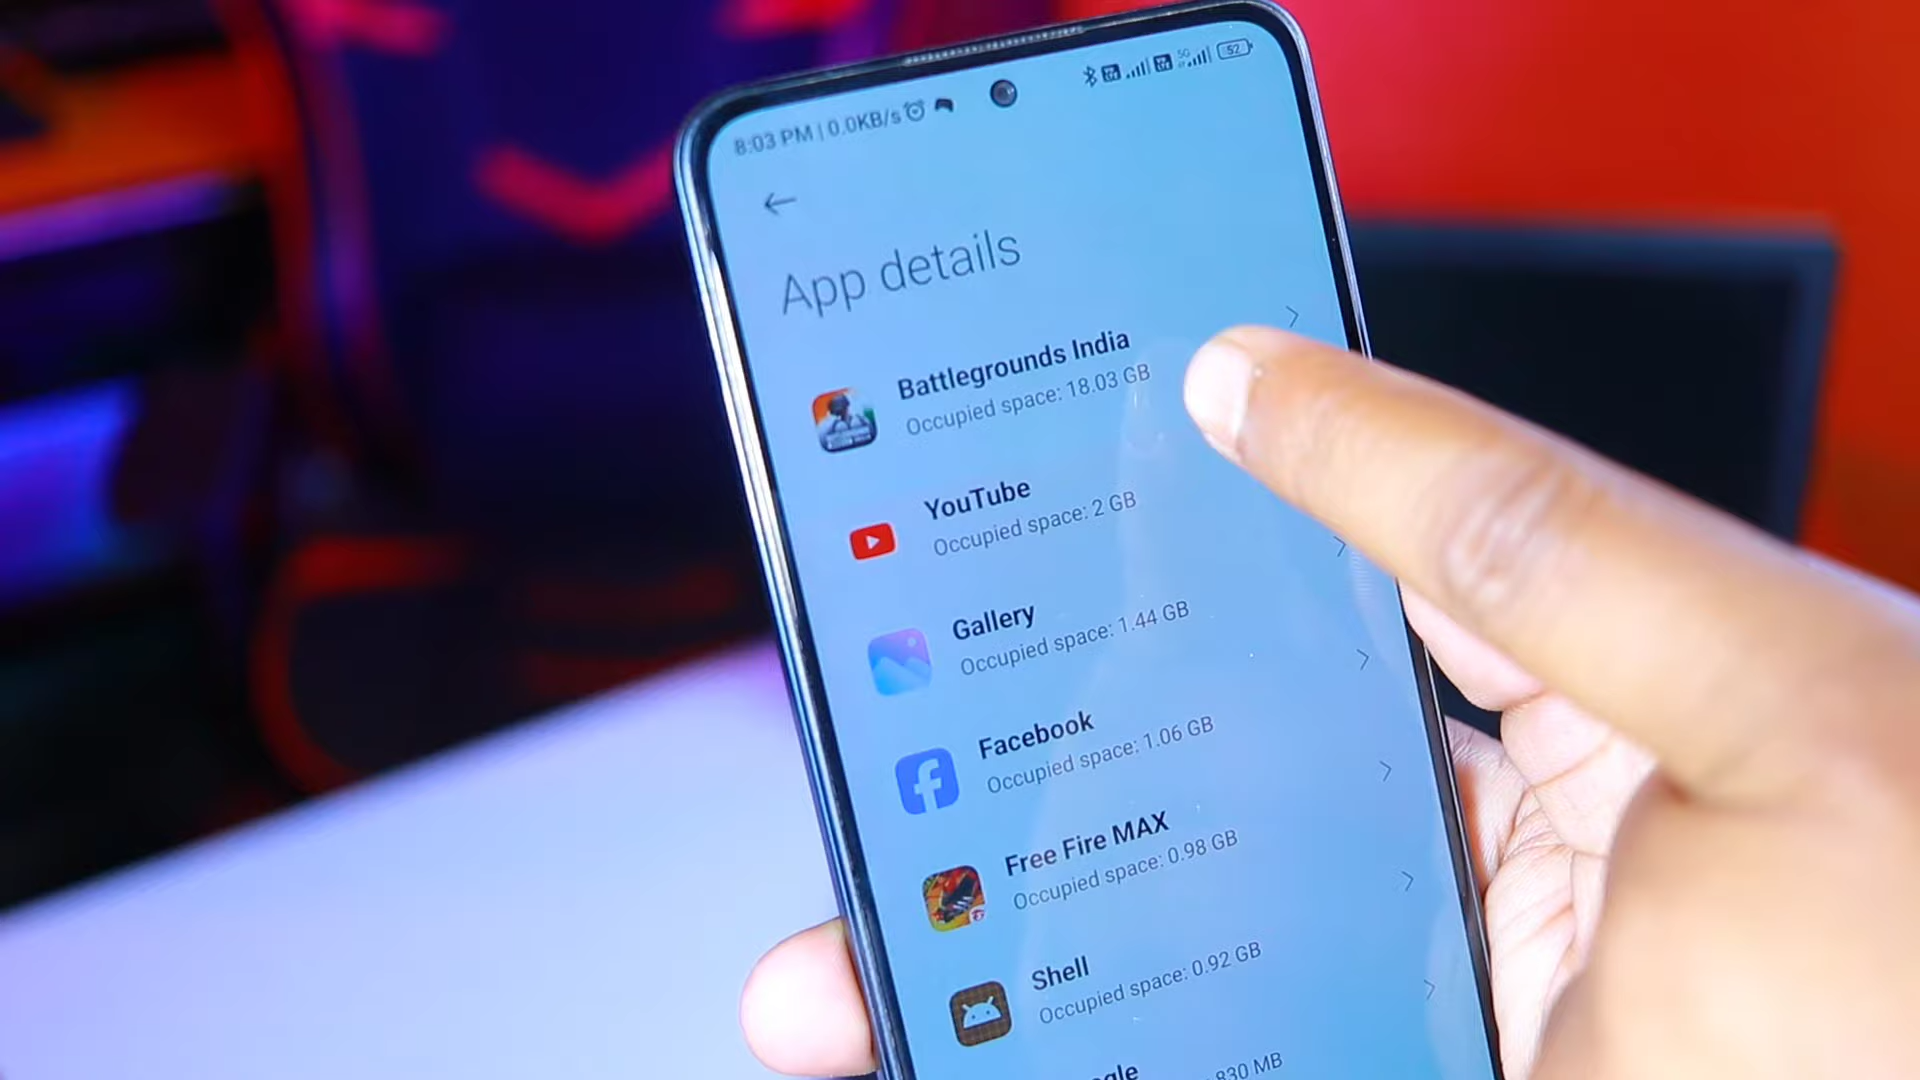 8:03 PM | 0.0KB/s
5G
52
App details
Battlegrounds India
Occupied space: 18.03 GB
YouTube
Occupied space: 2 GB
Gallery
Occupied space: 1.44 GB
Facebook
Occupied space: 1.06 GB
Free Fire MAX
Occupied space: 0.98 GB
Shell
Occupied space: 0.92 GB
830 MB